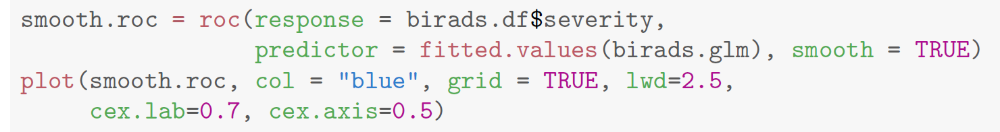 smooth.roc = roc(response = birads.df$severity,
predictor = fitted.values(birads.glm), smooth = TRUE)
plot(smooth.roc, col = "blue", grid = TRUE, lwd=2.5,
cex.lab=0.7, cex.axis=0.5)